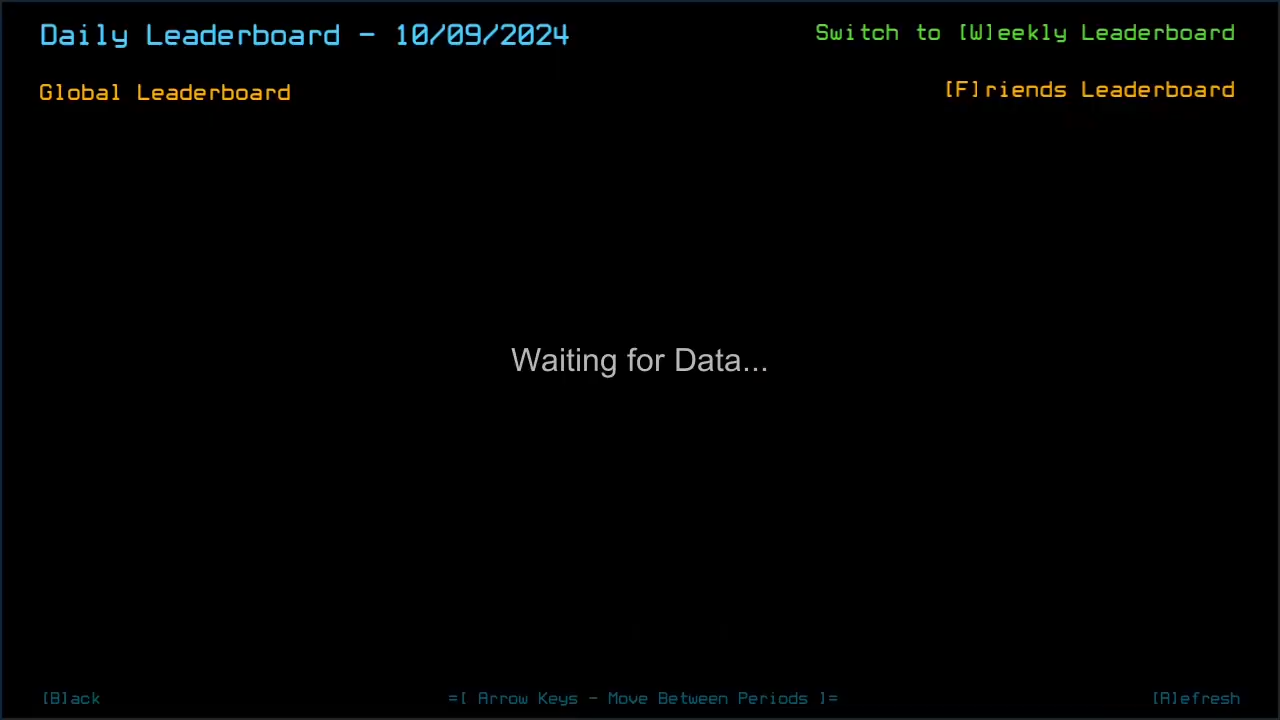 Daily Leaderboard - 10/09/2024
Switch to [W]eekly Leaderboard
Global Leaderboard
[F]riends Leaderboard
Waiting for Data...
[B]ack
=[ Arrow Keys - Move Between Periods ]=
[R]efresh